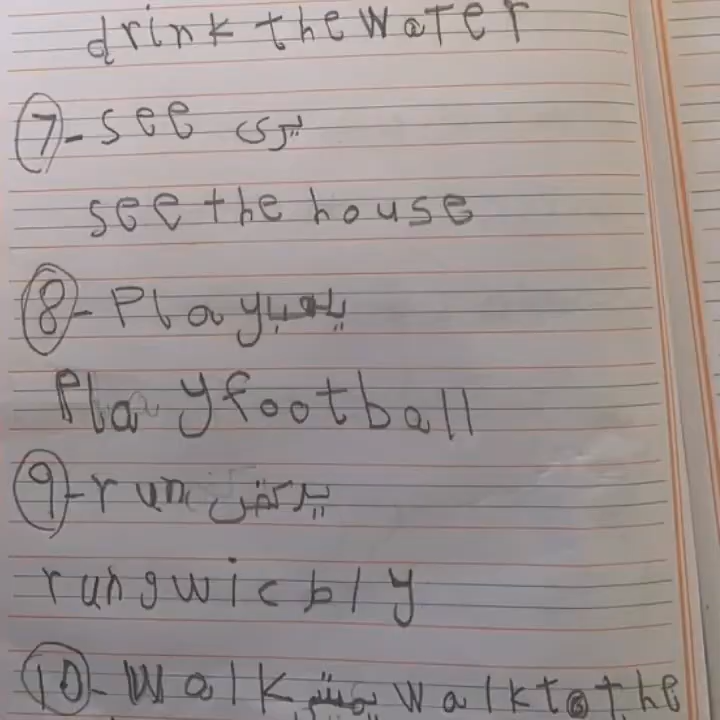 drink the water
7- see يرى
see the house
8- Play يلعب
Play football
9- run يركض
run gwicbly
10- Walk يمشي walk to the